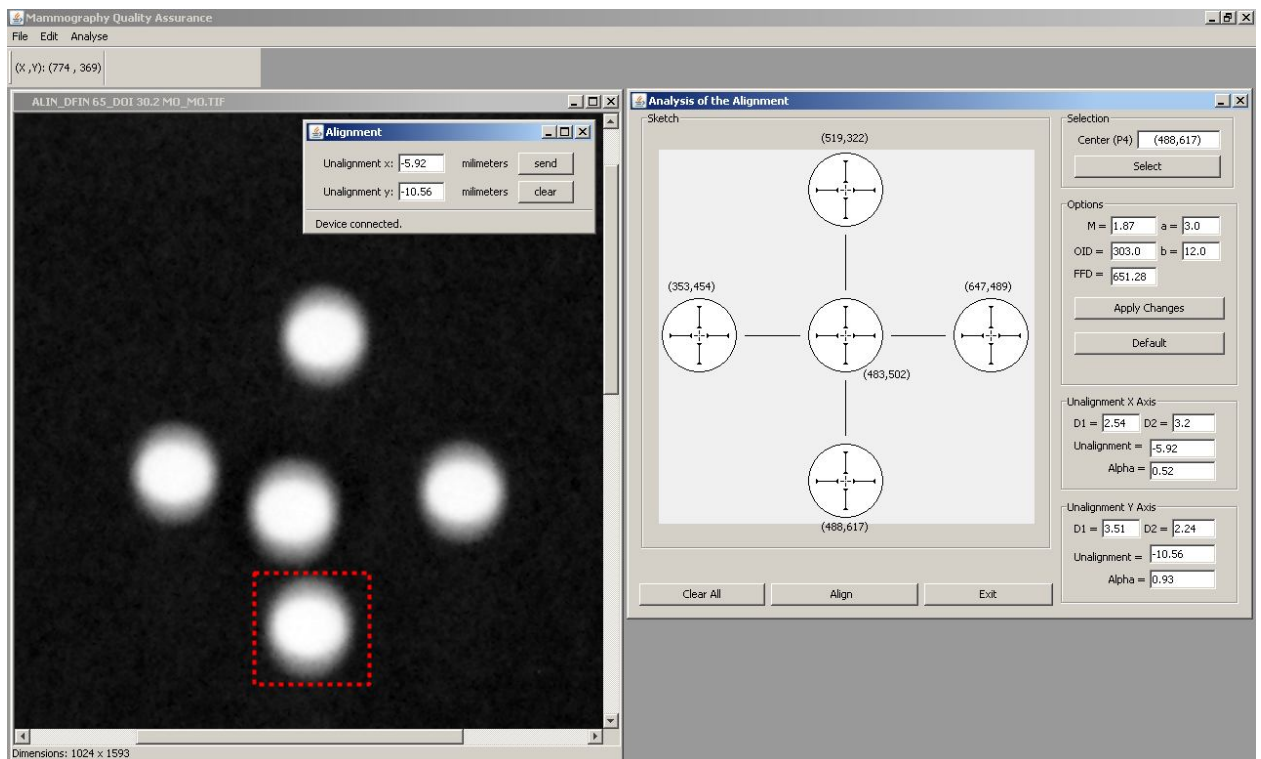 Mammography Quality Assurance
File Edit Analyse
(X ,Y): (774 , 369)
ALIN_DFIN 65_DOI 30.2 MO_MO.TIF
Alignment
Unalignment x: -5.92 milimeters send
Unalignment y: -10.56 milimeters clear
Device connected.
Dimensions: 1024 x 1593
Analysis of the Alignment
Sketch
(519,322)
(353,454)
(647,489)
(483,502)
(488,617)
Clear All Align Exit
Selection
Center (P4) (488,617)
Select
Options
M = 1.87 a = 3.0
OID = 303.0 b = 12.0
FFD = 651.28
Apply Changes
Default
Unalignment X Axis
D1 = 2.54 D2 = 3.2
Unalignment = -5.92
Alpha = 0.52
Unalignment Y Axis
D1 = 3.51 D2 = 2.24
Unalignment = -10.56
Alpha = 0.93